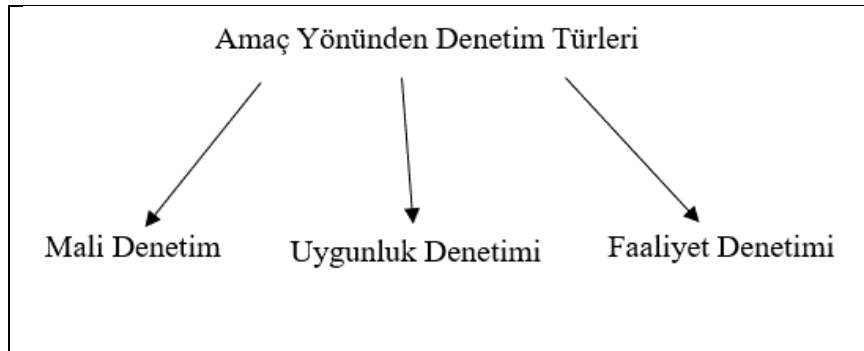 Amaç Yönünden Denetim Türleri
Mali Denetim
Uygunluk Denetimi
Faaliyet Denetimi